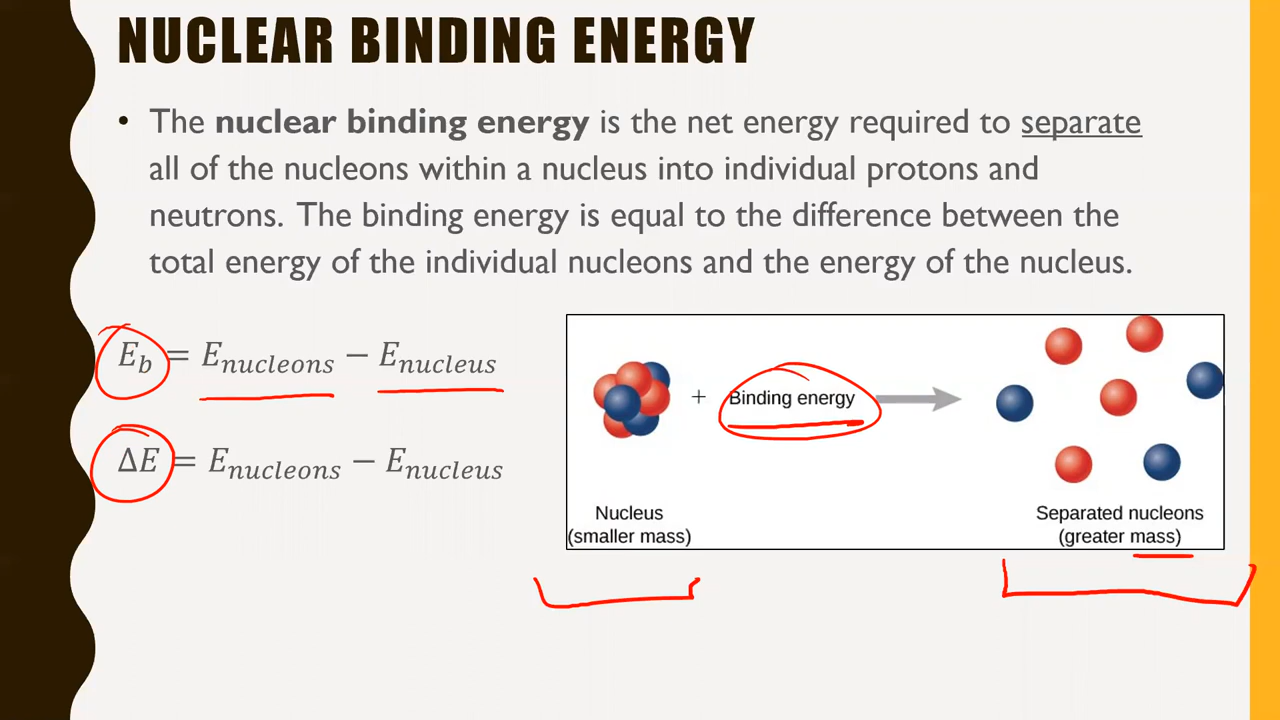 NUCLEAR BINDING ENERGY
• The nuclear binding energy is the net energy required to separate
all of the nucleons within a nucleus into individual protons and
neutrons. The binding energy is equal to the difference between the
total energy of the individual nucleons and the energy of the nucleus.
E_b = E_nucleons − E_nucleus
ΔE = E_nucleons − E_nucleus
+ Binding energy
Nucleus
(smaller mass)
Separated nucleons
(greater mass)